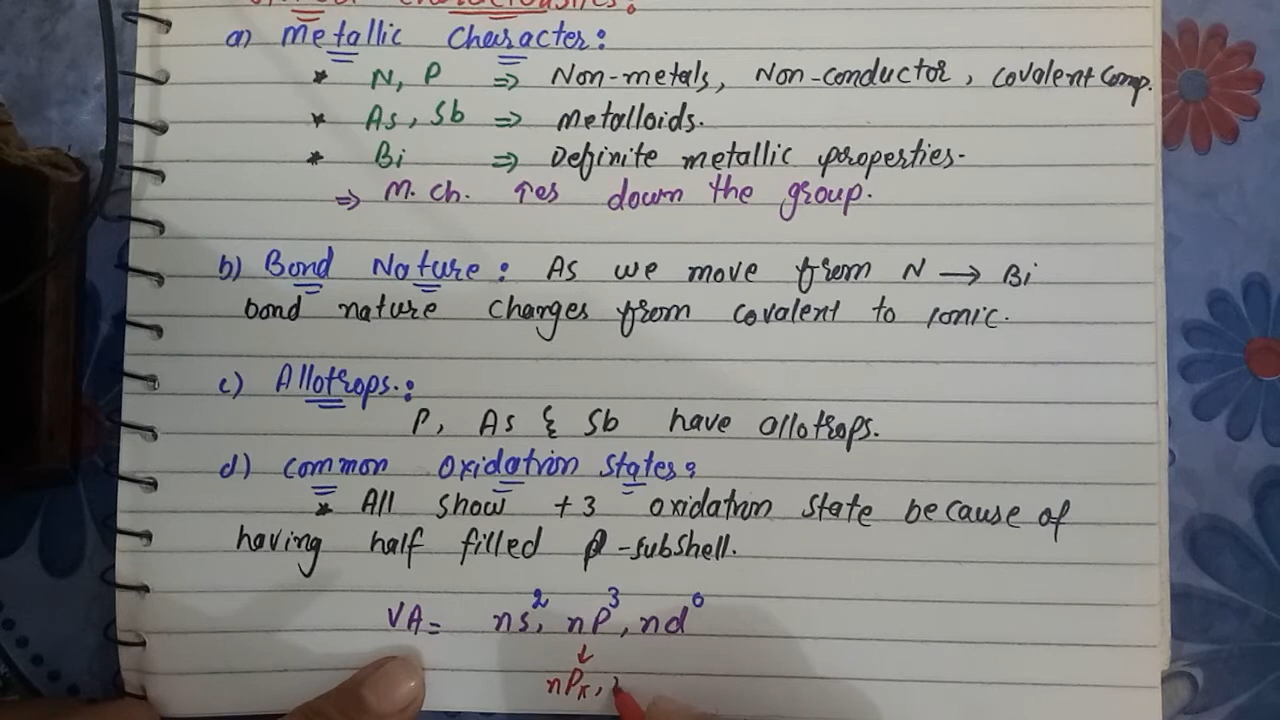 Characteristics:
a) Metallic Character:
* N, P ⇒ Non-metals, Non-conductor, covalent comp.
* As, Sb ⇒ Metalloids.
* Bi ⇒ Definite metallic properties-
⇒ M. Ch. ↑es down the group.
b) Bond Nature: As we move from N → Bi
bond nature changes from covalent to ionic.
c) Allotrops.:
P, As & Sb have allotrops.
d) Common Oxidation States:
* All show +3 oxidation state because of
having half filled p-subshell.
VA = ns², np³, nd⁰
↓
nPx,